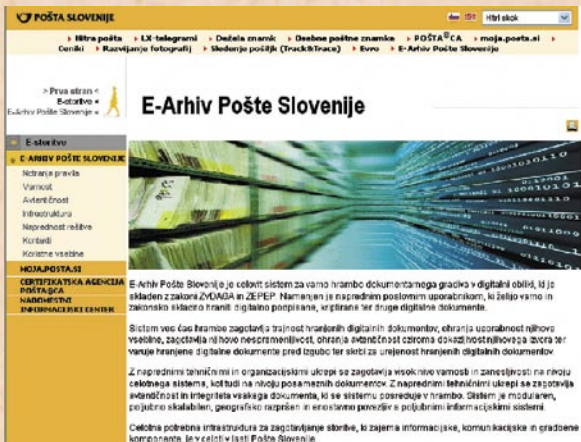 POŠTA SLOVENIJE
Hitri skok
Hitra pošta LX-telegrami Dežela znamk Osebne poštne znamke POŠTA®CA moja.posta.si
Ceniki Razvijanje fotografij Sledenje pošiljk (Track&Trace) Evro E-Arhiv Pošte Slovenije
> Prva stran <
E-storitve <
E-Arhiv Pošte Slovenije <
E-Arhiv Pošte Slovenije
E-storitve
E-ARHIV POŠTE SLOVENIJE
Notranja pravila
Varnost
Avtentičnost
Infrastruktura
Naprednost rešitve
Kontakti
Koristne vsebine
MOJA.POSTA.SI
CERTIFIKATSKA AGENCIJA
POŠTA®CA
NADOMESTNI
INFORMACIJSKI CENTER
E-Arhiv Pošte Slovenije je celovit sistem za varno hrambo dokumentarnega gradiva v digitalni obliki, ki je
skladen z zakoni ZVDAGA in ZEPEP. Namenjen je naprednim poslovnim uporabnikom, ki želijo varno in
zakonsko skladno hraniti digitalno podpisane, kriptirane ter druge digitalne dokumente.
Sistem ves čas hrambe zagotavlja trajnost hranjenih digitalnih dokumentov, ohranja uporabnost njihove
vsebine, zagotavlja njihovo nespremenljivost, ohranja avtentičnost oziroma dokazljivost njihovega izvora ter
varuje hranjene digitalne dokumente pred izgubo ter skrbi za urejenost hranjenih digitalnih dokumentov.
Z naprednimi tehničnimi in organizacijskimi ukrepi se zagotavlja visok nivo varnosti in zanesljivosti na nivoju
celotnega sistema, kot tudi na nivoju posameznih dokumentov. Z naprednimi tehničnimi ukrepi se zagotavlja
avtentičnost in integriteta vsakega dokumenta, ki se sistemu posreduje v hrambo. Sistem je modularen,
poljubno skalabilen, geografsko razpršen in enostavno povezljiv s poljubnimi informacijskimi sistemi.
Celotna potrebna infrastruktura za zagotavljanje storitve, ki zajema informacijske, komunikacijske in gradbene
komponente, je v celoti v lasti Pošte Slovenije.